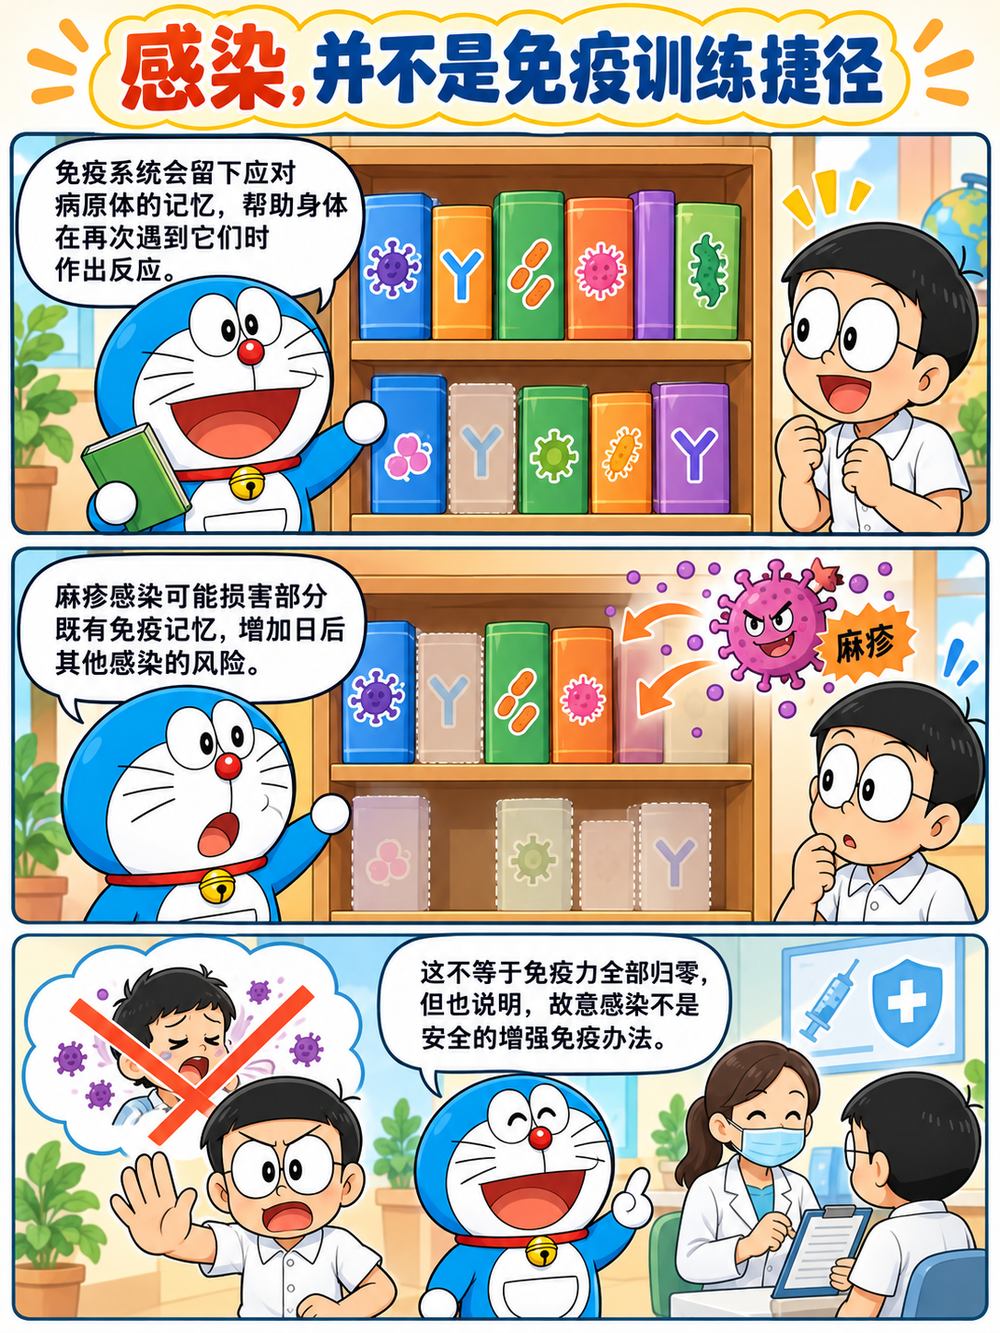 感染，并不是免疫训练捷径
免疫系统会留下应对
病原体的记忆，帮助身体
在再次遇到它们时
作出反应。
麻疹感染可能损害部分
既有免疫记忆，增加日后
其他感染的风险。
麻疹
这不等于免疫力全部归零，
但也说明，故意感染不是
安全的增强免疫办法。